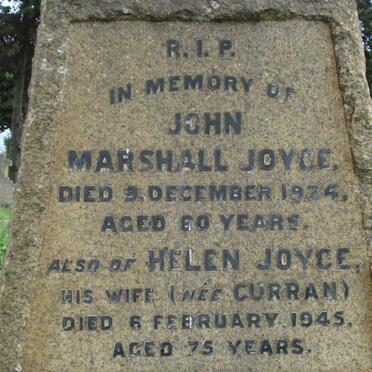 R.I.P.
IN MEMORY OF
JOHN
MARSHALL JOYCE,
DIED 9, DECEMBER 1924,
AGED 60 YEARS.
ALSO OF HELEN JOYCE,
HIS WIFE (NÉE CURRAN)
DIED 6 FEBRUARY 1945,
AGED 75 YEARS.